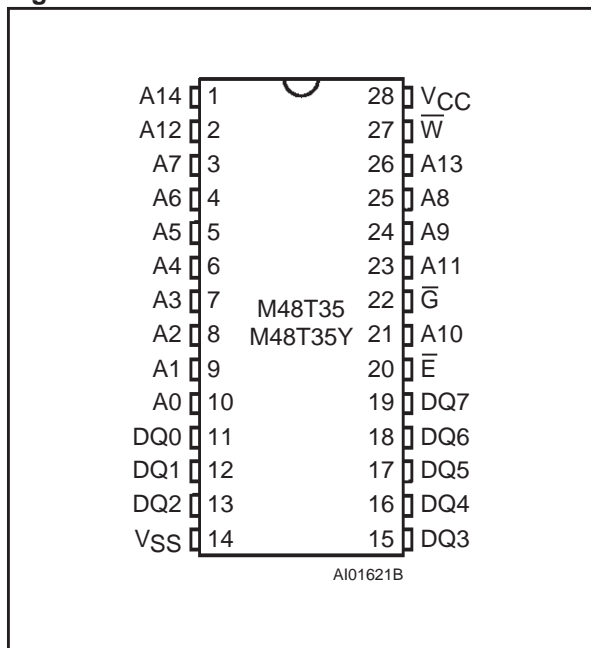 A14 1 28 VCC
A12 2 27 W̅
A7 3 26 A13
A6 4 25 A8
A5 5 24 A9
A4 6 23 A11
A3 7 22 G̅
A2 8 21 A10
A1 9 20 E̅
A0 10 19 DQ7
DQ0 11 18 DQ6
DQ1 12 17 DQ5
DQ2 13 16 DQ4
VSS 14 15 DQ3
M48T35
M48T35Y
AI01621B